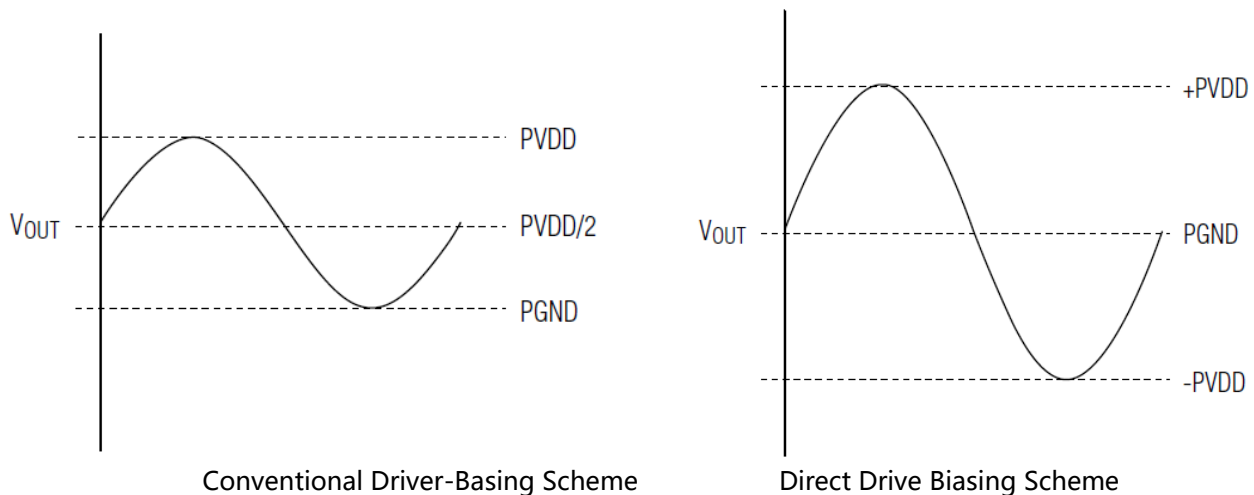 PVDD
VOUT
PVDD/2
PGND
Conventional Driver-Basing Scheme
+PVDD
VOUT
PGND
-PVDD
Direct Drive Biasing Scheme